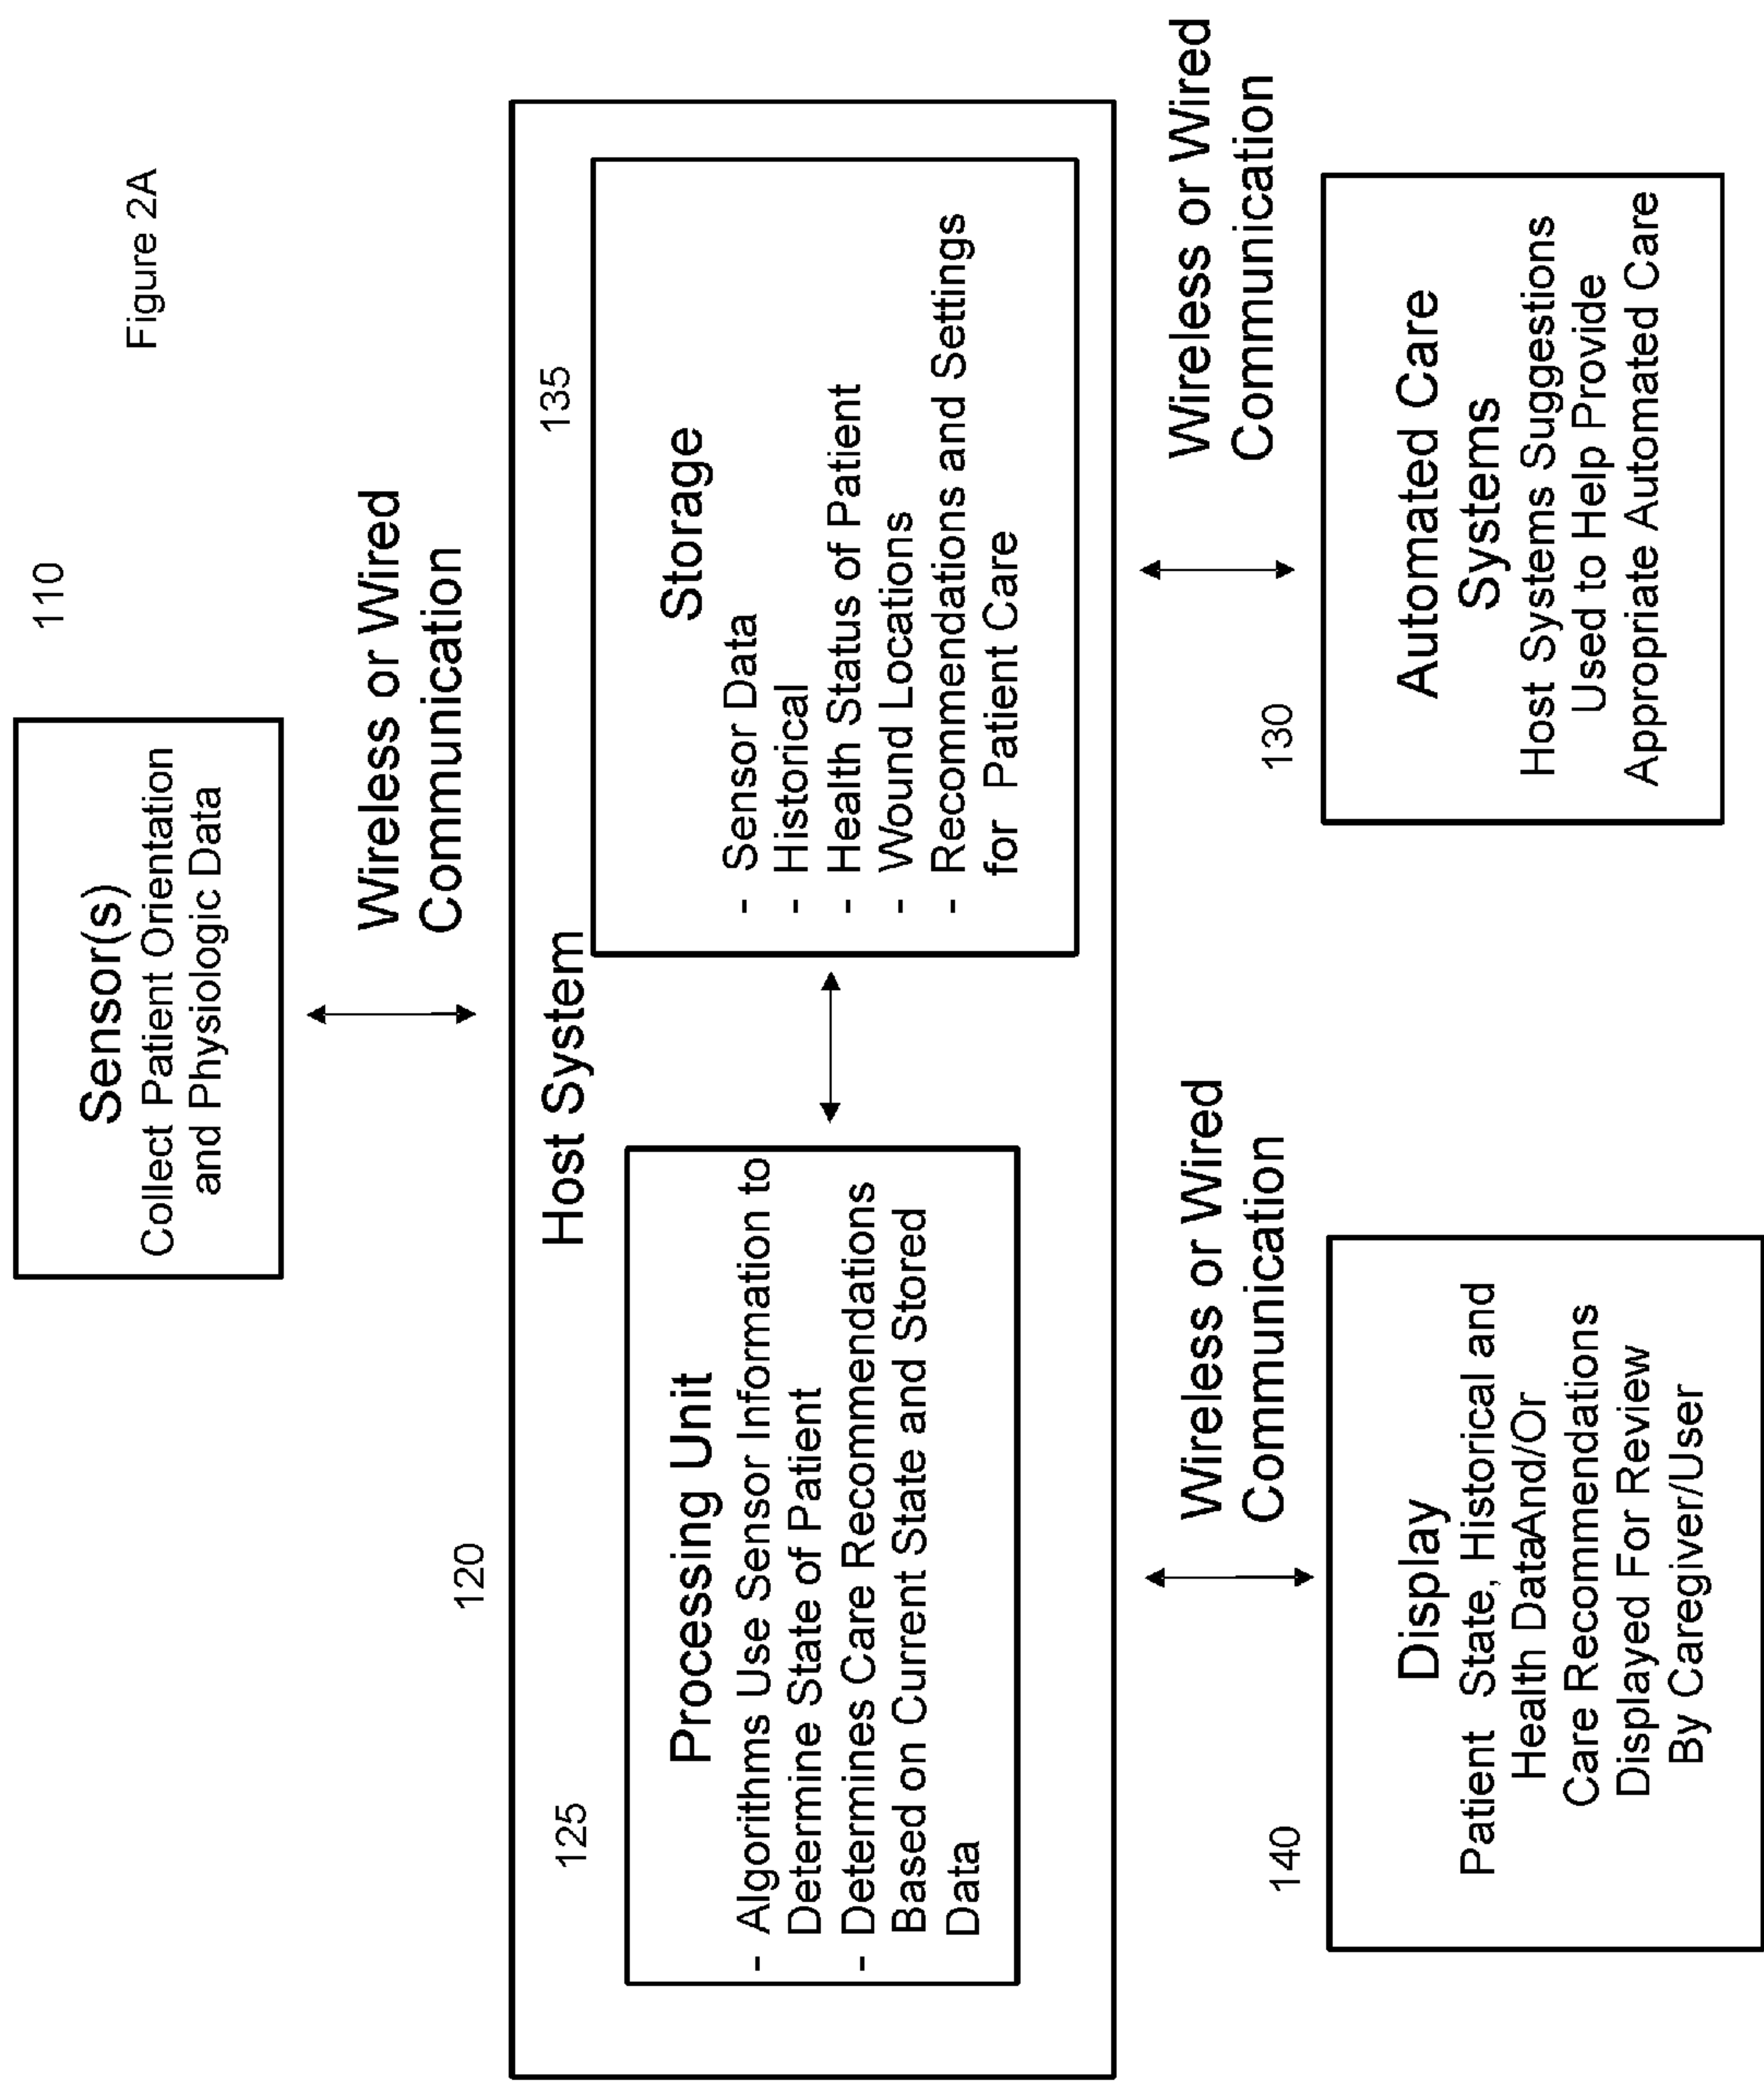 Figure 2A
110
Sensor(s)
Collect Patient Orientation
and Physiologic Data
Wireless or Wired
Communication
120
Host System
125
Processing Unit
- Algorithms Use Sensor Information to
Determine State of Patient
- Determines Care Recommendations
Based on Current State and Stored
Data
135
Storage
- Sensor Data
- Historical
- Health Status of Patient
- Wound Locations
- Recommendations and Settings
for Patient Care
Wireless or Wired
Communication
140
Display
Patient State, Historical and
Health DataAnd/Or
Care Recommendations
Displayed For Review
By Caregiver/User
Wireless or Wired
Communication
130
Automated Care
Systems
Host Systems Suggestions
Used to Help Provide
Appropriate Automated Care